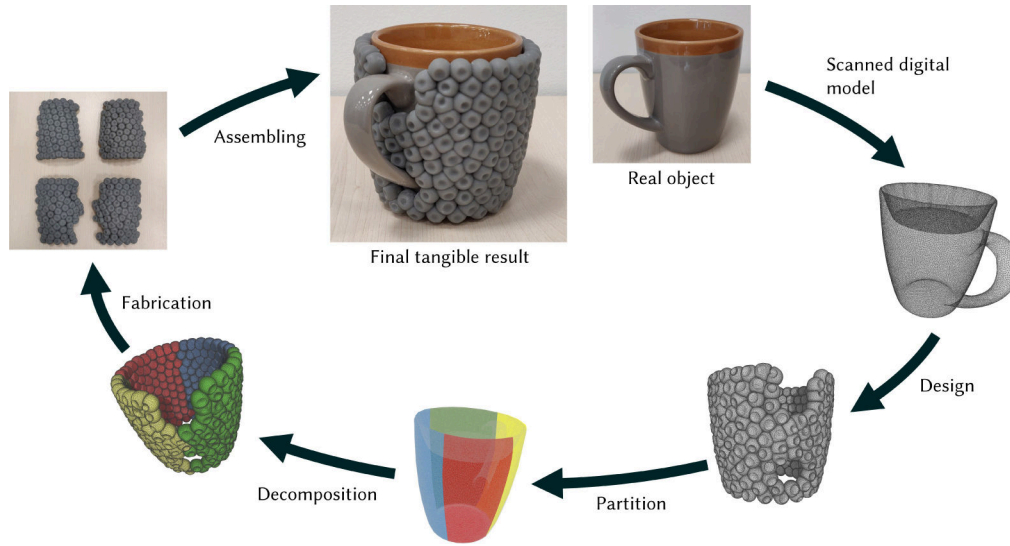 Scanned digital
model
Assembling
Real object
Final tangible result
Fabrication
Design
Decomposition
Partition